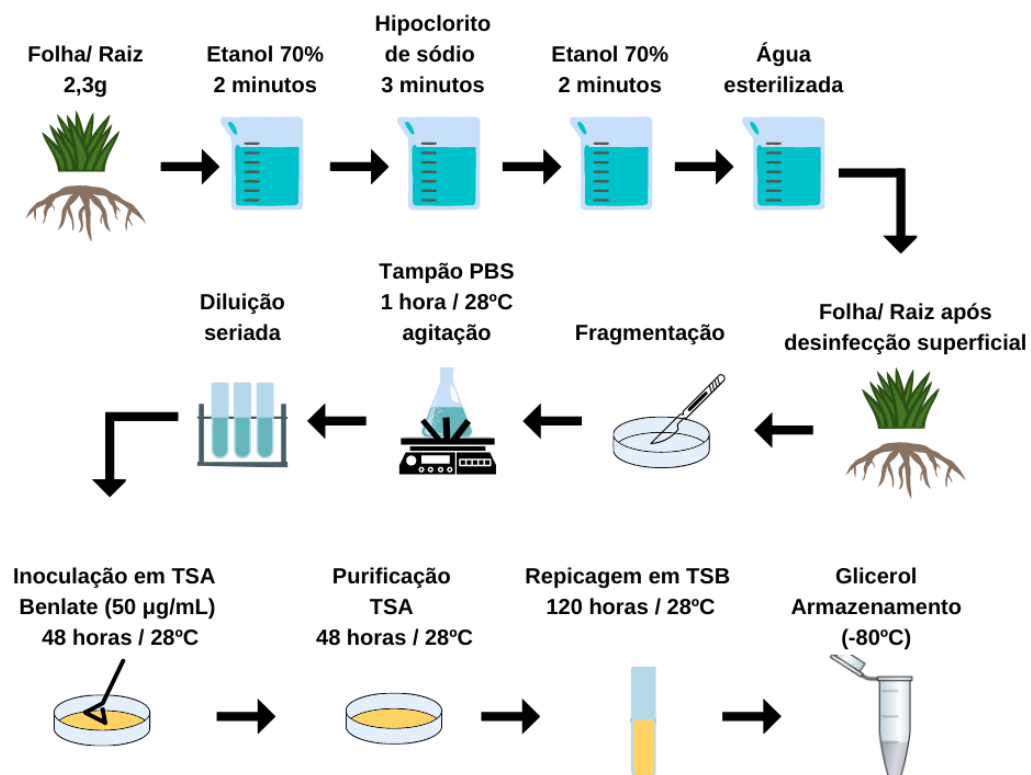 Folha/ Raiz
2,3g
Etanol 70%
2 minutos
Hipoclorito
de sódio
3 minutos
Etanol 70%
2 minutos
Água
esterilizada
Folha/ Raiz após
desinfecção superficial
Fragmentação
Tampão PBS
1 hora / 28ºC
agitação
Diluição
seriada
Inoculação em TSA
Benlate (50 µg/mL)
48 horas / 28ºC
Purificação
TSA
48 horas / 28ºC
Repicagem em TSB
120 horas / 28ºC
Glicerol
Armazenamento
(-80ºC)